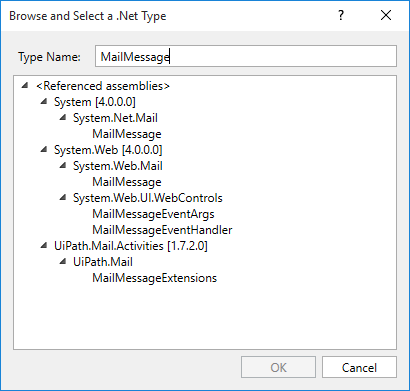 Browse and Select a .Net Type
Type Name: MailMessage
<Referenced assemblies>
System [4.0.0.0]
System.Net.Mail
MailMessage
System.Web [4.0.0.0]
System.Web.Mail
MailMessage
System.Web.UI.WebControls
MailMessageEventArgs
MailMessageEventHandler
UiPath.Mail.Activities [1.7.2.0]
UiPath.Mail
MailMessageExtensions
OK Cancel